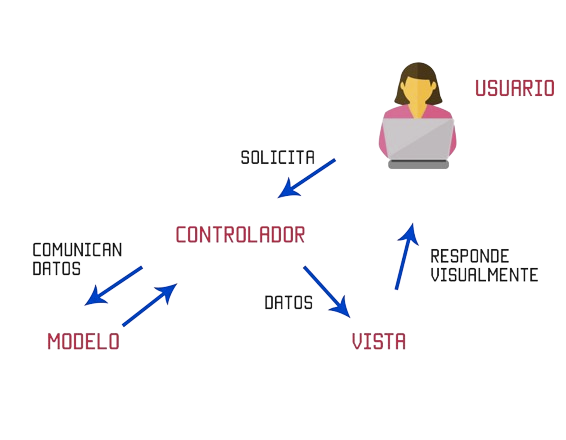 USUARIO
SOLICITA
CONTROLADOR
COMUNICAN
DATOS
RESPONDE
VISUALMENTE
DATOS
MODELO
VISTA